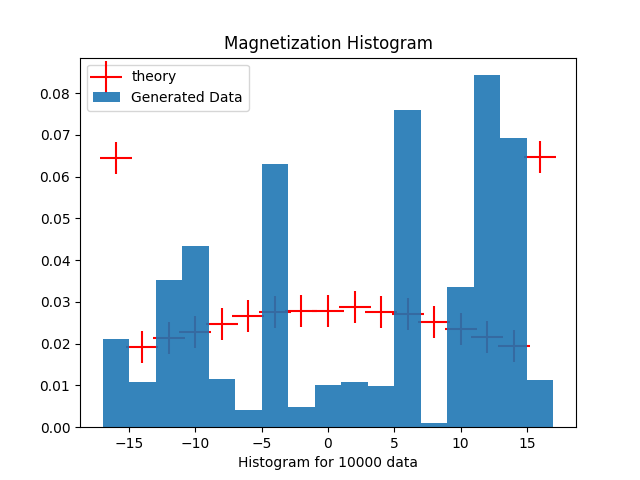 Magnetization Histogram
theory
Generated Data
0.08
0.07
0.06
0.05
0.04
0.03
0.02
0.01
0.00
−15 −10 −5 0 5 10 15
Histogram for 10000 data